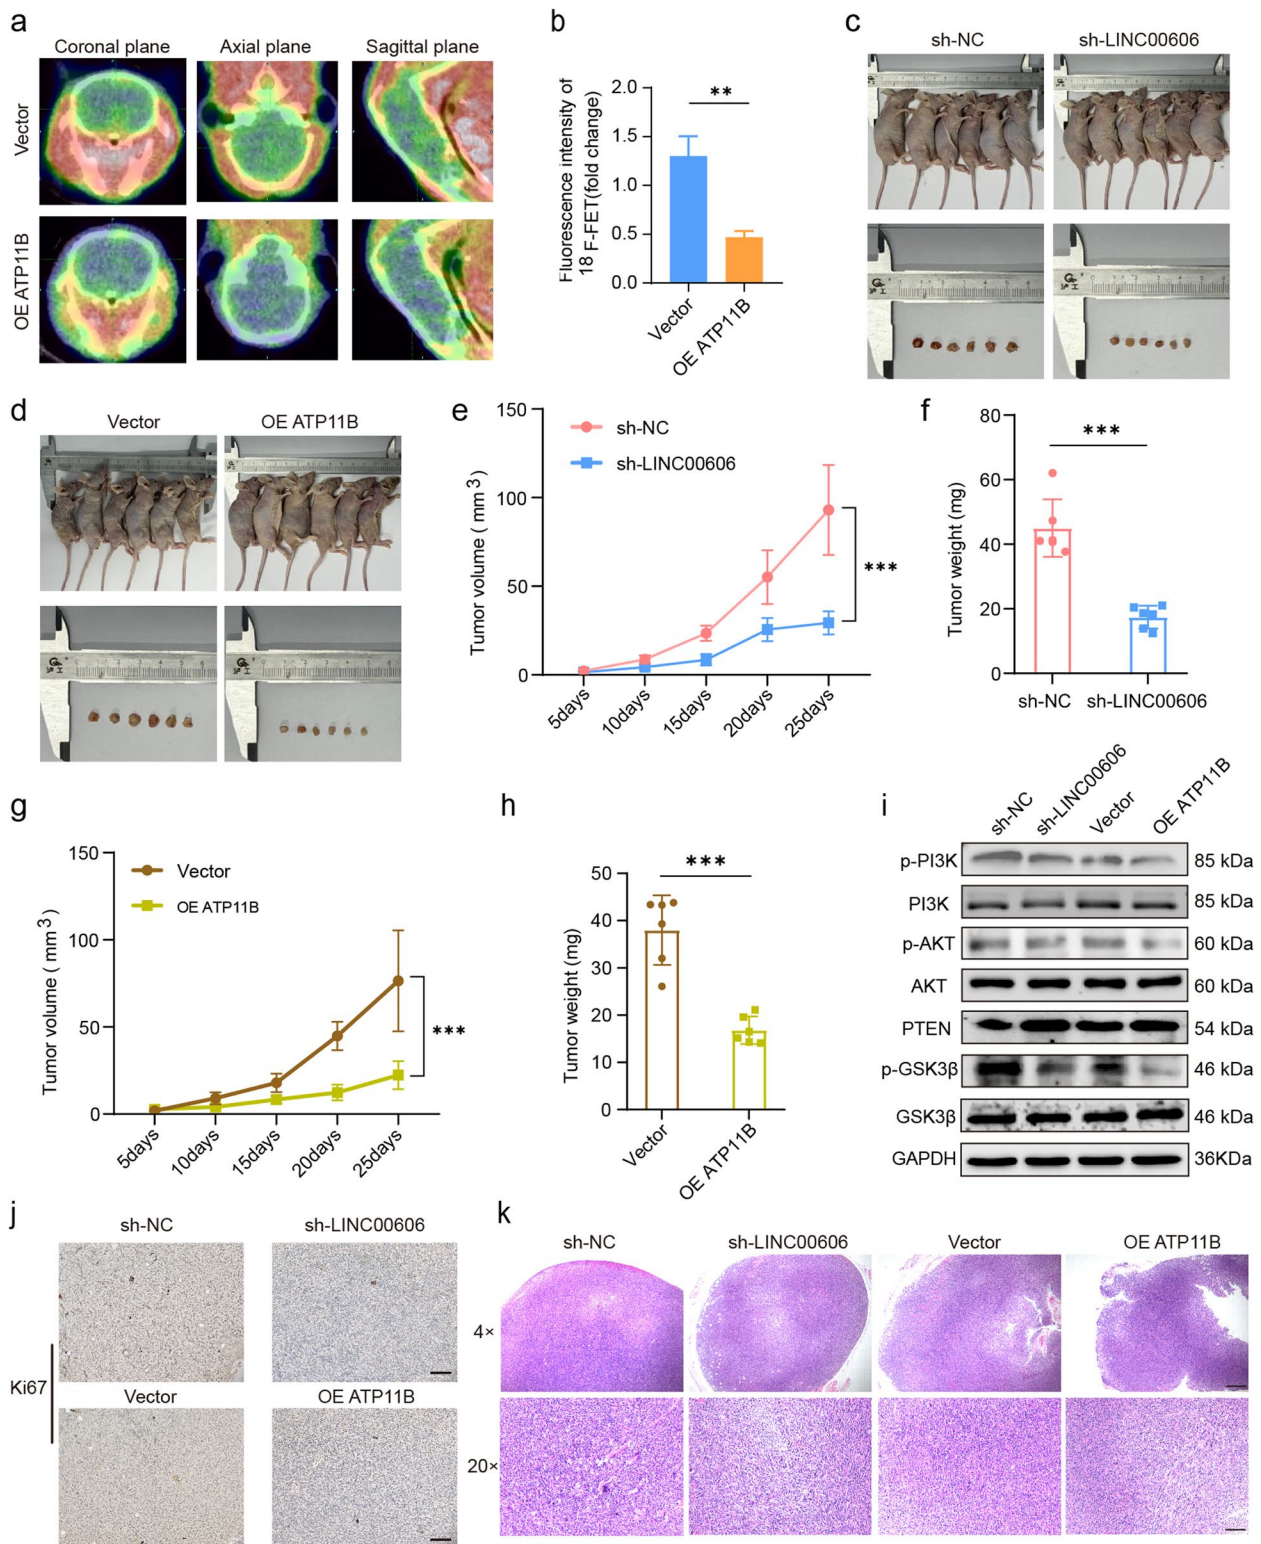 a
Coronal plane
Axial plane
Sagittal plane
Vector
OE ATP11B
b
Fluorescence intensity of
18 F-FET(fold change)
2.0
1.5
1.0
0.5
0.0
**
Vector
OE ATP11B
c
sh-NC
sh-LINC00606
d
Vector
OE ATP11B
e
Tumor volume ( mm 3 )
150
100
50
0
sh-NC
sh-LINC00606
***
5days
10days
15days
20days
25days
f
Tumor weight (mg)
80
60
40
20
0
***
sh-NC
sh-LINC00606
g
Tumor volume ( mm 3 )
150
100
50
0
Vector
OE ATP11B
***
5days
10days
15days
20days
25days
h
Tumor weight (mg)
50
40
30
20
10
0
***
Vector
OE ATP11B
i
sh-NC
sh-LINC00606
Vector
OE ATP11B
p-PI3K
85 kDa
PI3K
85 kDa
p-AKT
60 kDa
AKT
60 kDa
PTEN
54 kDa
p-GSK3β
46 kDa
GSK3β
46 kDa
GAPDH
36KDa
j
sh-NC
sh-LINC00606
Ki67
Vector
OE ATP11B
k
sh-NC
sh-LINC00606
Vector
OE ATP11B
4×
20×